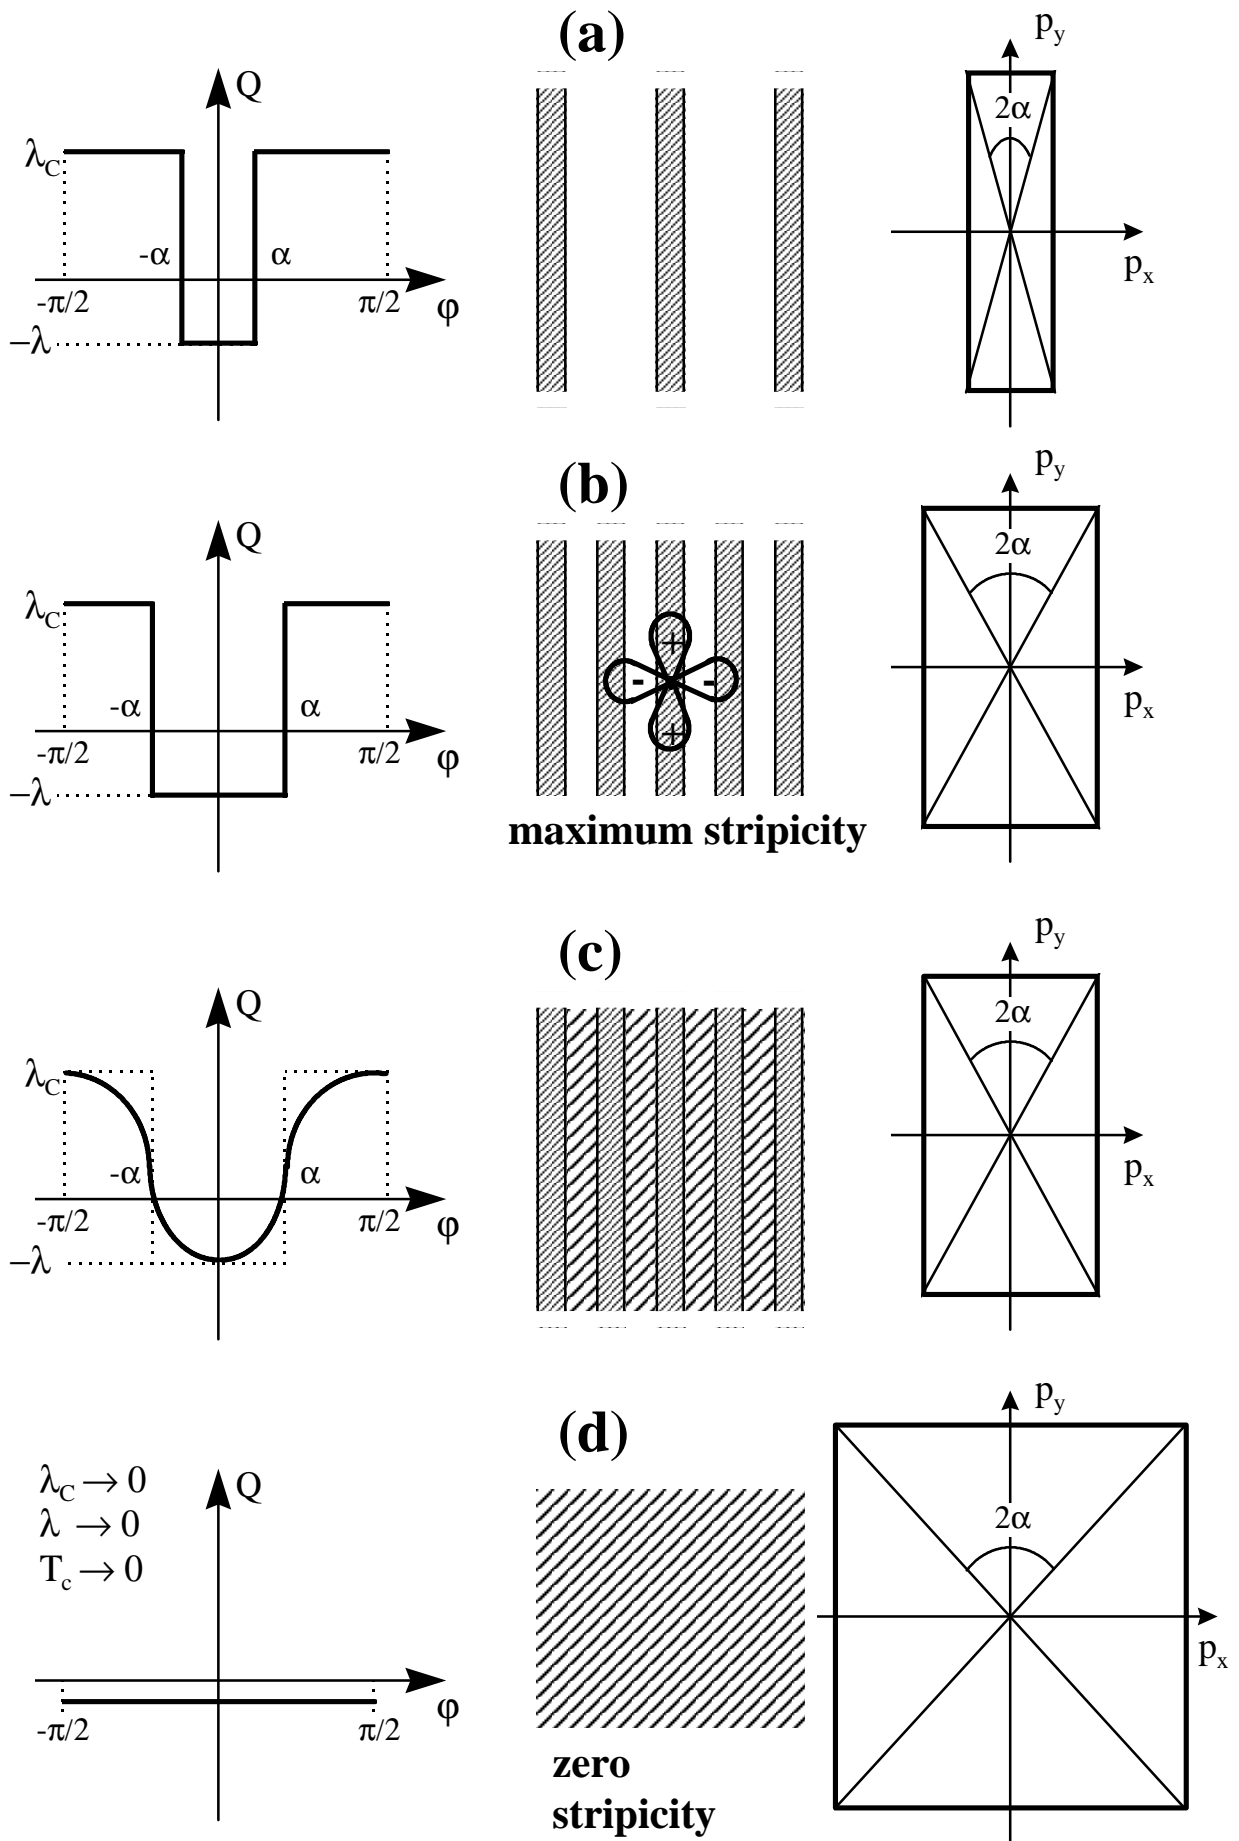 (a)
Q
λ_C
-α
α
-π/2
π/2
φ
−λ
p_y
2α
p_x
(b)
Q
λ_C
-α
α
-π/2
π/2
φ
−λ
+
-
-
+
maximum stripicity
p_y
2α
p_x
(c)
Q
λ_C
-α
α
-π/2
π/2
φ
−λ
p_y
2α
p_x
(d)
λ_C → 0
λ → 0
T_c → 0
Q
-π/2
π/2
φ
zero
stripicity
p_y
2α
p_x